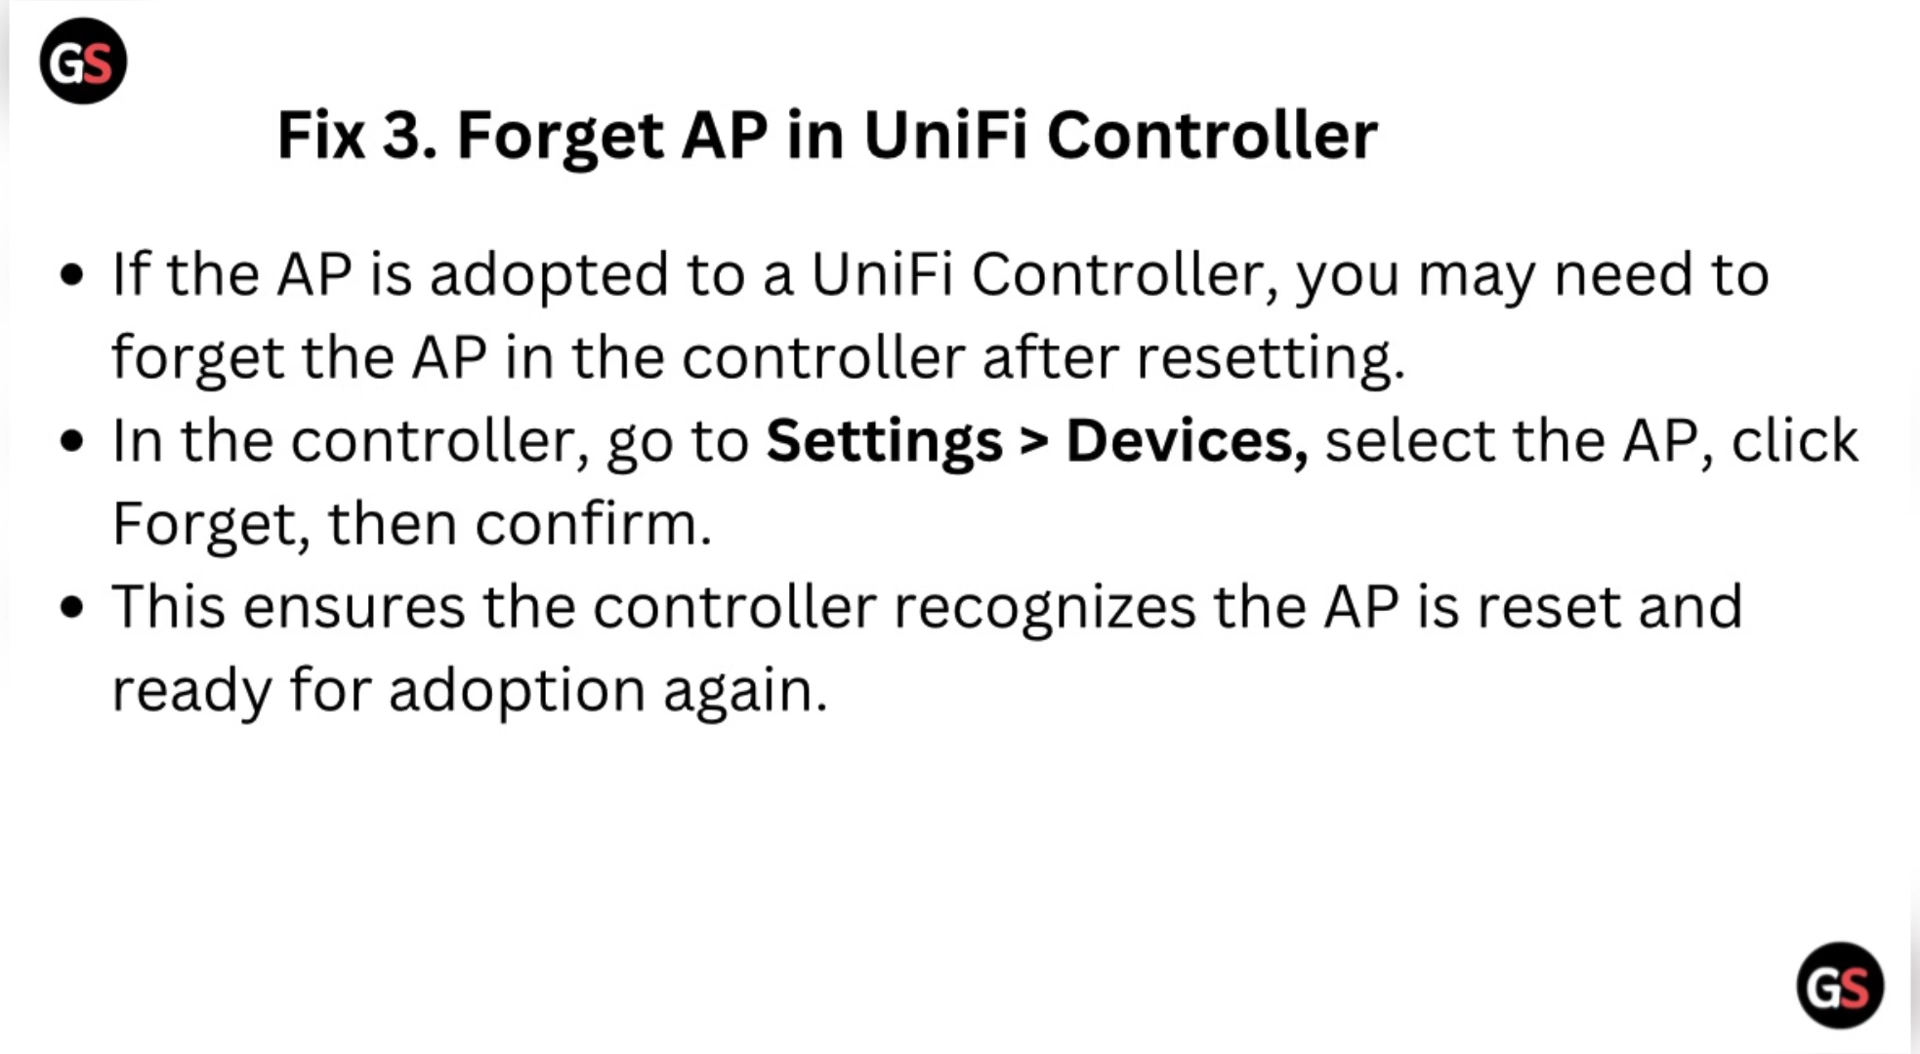 GS
Fix 3. Forget AP in UniFi Controller
• If the AP is adopted to a UniFi Controller, you may need to
forget the AP in the controller after resetting.
• In the controller, go to Settings > Devices, select the AP, click
Forget, then confirm.
• This ensures the controller recognizes the AP is reset and
ready for adoption again.
GS